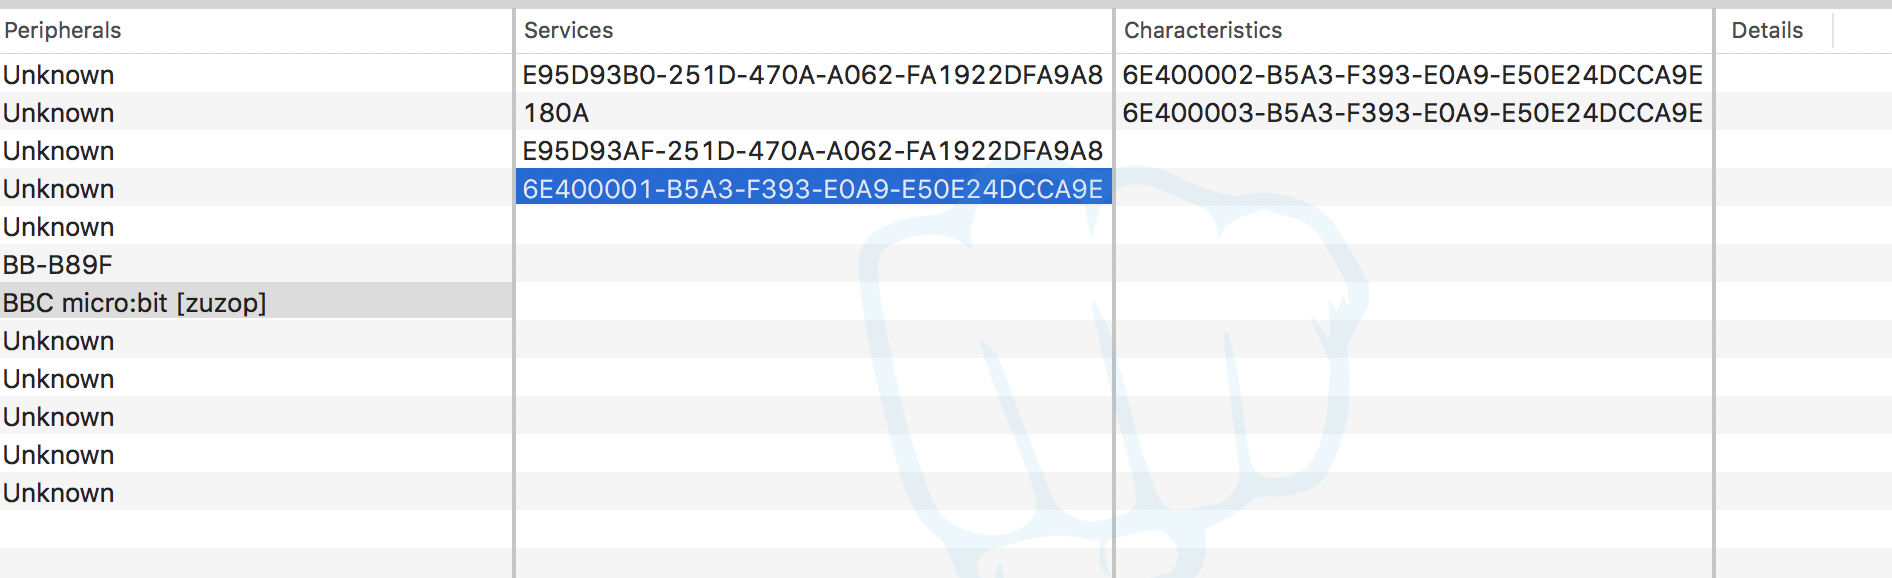 Peripherals Services Characteristics Details
Unknown E95D93B0-251D-470A-A062-FA1922DFA9A8 6E400002-B5A3-F393-E0A9-E50E24DCCA9E
Unknown 180A 6E400003-B5A3-F393-E0A9-E50E24DCCA9E
Unknown E95D93AF-251D-470A-A062-FA1922DFA9A8
Unknown 6E400001-B5A3-F393-E0A9-E50E24DCCA9E
Unknown
BB-B89F
BBC micro:bit [zuzop]
Unknown
Unknown
Unknown
Unknown
Unknown